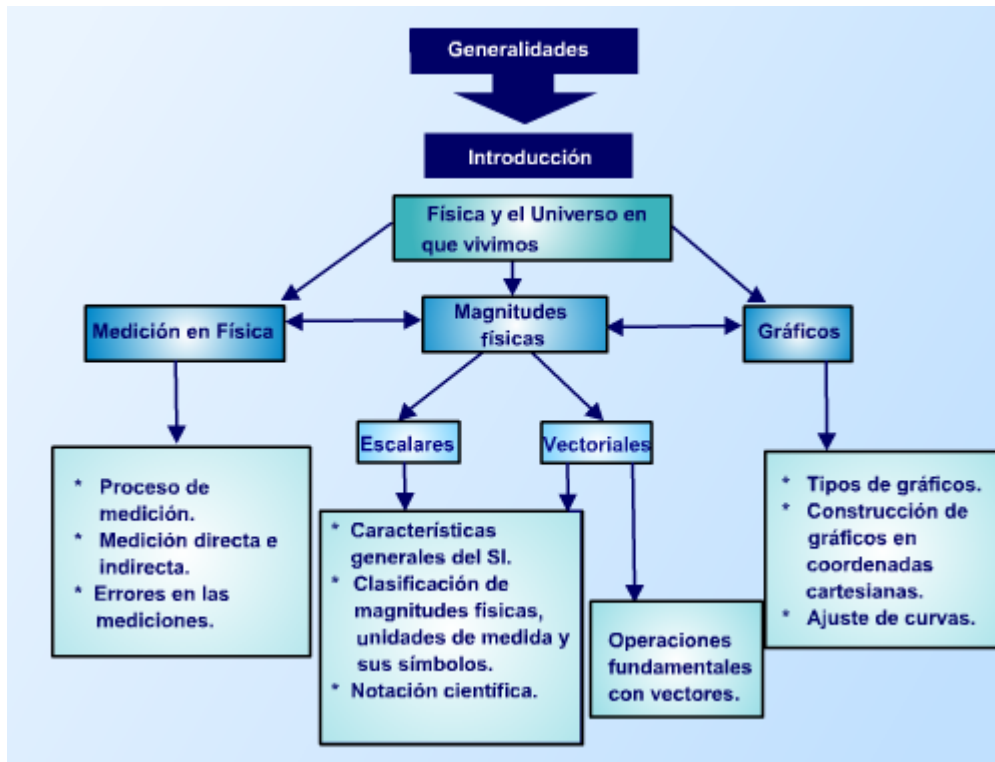 Generalidades
Introducción
Física y el Universo en
que vivimos
Medición en Física
Magnitudes
físicas
Gráficos
Escalares
Vectoriales
* Proceso de
medición.
* Medición directa e
indirecta.
* Errores en las
mediciones.
* Característícas
generales del SI.
* Clasificación de
magnitudes físicas,
unidades de medida y
sus símbolos.
* Notación científica.
Operaciones
fundamentales
con vectores.
* Tipos de gráficos.
* Construcción de
gráficos en
coordenadas
cartesianas.
* Ajuste de curvas.